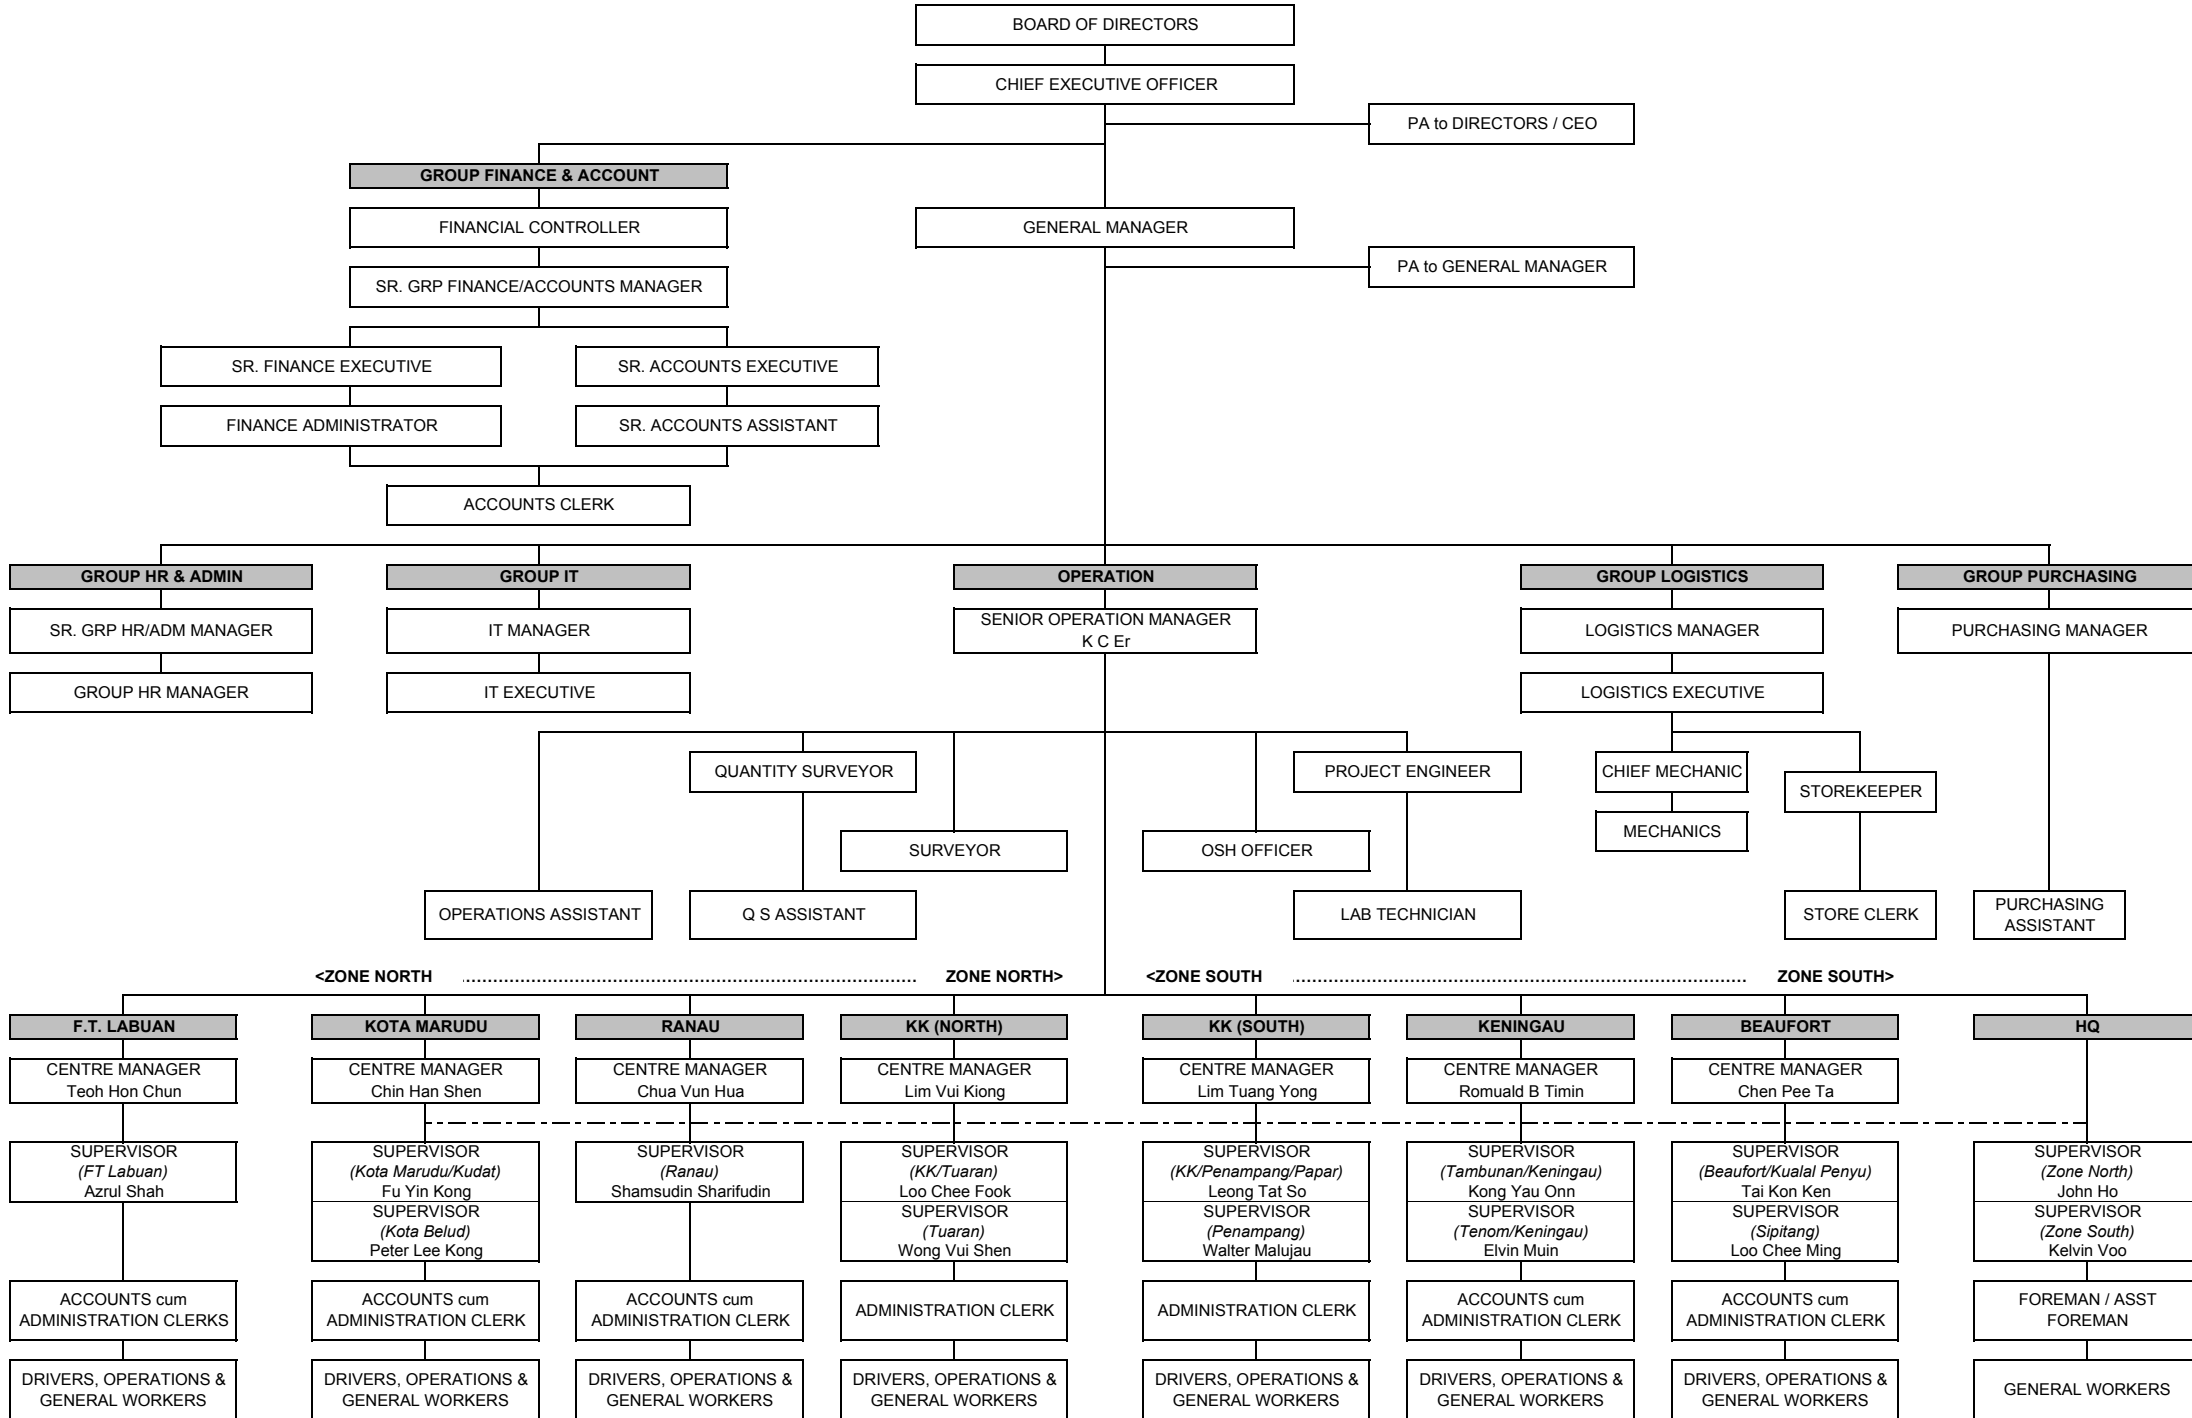 BOARD OF DIRECTORS
CHIEF EXECUTIVE OFFICER
PA to DIRECTORS / CEO
GROUP FINANCE & ACCOUNT
FINANCIAL CONTROLLER
GENERAL MANAGER
PA to GENERAL MANAGER
SR. GRP FINANCE/ACCOUNTS MANAGER
SR. FINANCE EXECUTIVE
SR. ACCOUNTS EXECUTIVE
FINANCE ADMINISTRATOR
SR. ACCOUNTS ASSISTANT
ACCOUNTS CLERK
GROUP HR & ADMIN
GROUP IT
OPERATION
GROUP LOGISTICS
GROUP PURCHASING
SR. GRP HR/ADM MANAGER
IT MANAGER
SENIOR OPERATION MANAGER
K C Er
LOGISTICS MANAGER
PURCHASING MANAGER
GROUP HR MANAGER
IT EXECUTIVE
LOGISTICS EXECUTIVE
QUANTITY SURVEYOR
PROJECT ENGINEER
CHIEF MECHANIC
STOREKEEPER
MECHANICS
SURVEYOR
OSH OFFICER
OPERATIONS ASSISTANT
Q S ASSISTANT
LAB TECHNICIAN
STORE CLERK
PURCHASING
ASSISTANT
<ZONE NORTH ........................................................................... ZONE NORTH>
<ZONE SOUTH ........................................................................... ZONE SOUTH>
F.T. LABUAN
KOTA MARUDU
RANAU
KK (NORTH)
KK (SOUTH)
KENINGAU
BEAUFORT
HQ
CENTRE MANAGER
Teoh Hon Chun
CENTRE MANAGER
Chin Han Shen
CENTRE MANAGER
Chua Vun Hua
CENTRE MANAGER
Lim Vui Kiong
CENTRE MANAGER
Lim Tuang Yong
CENTRE MANAGER
Romuald B Timin
CENTRE MANAGER
Chen Pee Ta
SUPERVISOR
(FT Labuan)
Azrul Shah
SUPERVISOR
(Kota Marudu/Kudat)
Fu Yin Kong
SUPERVISOR
(Kota Belud)
Peter Lee Kong
SUPERVISOR
(Ranau)
Shamsudin Sharifudin
SUPERVISOR
(KK/Tuaran)
Loo Chee Fook
SUPERVISOR
(Tuaran)
Wong Vui Shen
SUPERVISOR
(KK/Penampang/Papar)
Leong Tat So
SUPERVISOR
(Penampang)
Walter Malujau
SUPERVISOR
(Tambunan/Keningau)
Kong Yau Onn
SUPERVISOR
(Tenom/Keningau)
Elvin Muin
SUPERVISOR
(Beaufort/Kualal Penyu)
Tai Kon Ken
SUPERVISOR
(Sipitang)
Loo Chee Ming
SUPERVISOR
(Zone North)
John Ho
SUPERVISOR
(Zone South)
Kelvin Voo
ACCOUNTS cum
ADMINISTRATION CLERKS
ACCOUNTS cum
ADMINISTRATION CLERK
ACCOUNTS cum
ADMINISTRATION CLERK
ADMINISTRATION CLERK
ADMINISTRATION CLERK
ACCOUNTS cum
ADMINISTRATION CLERK
ACCOUNTS cum
ADMINISTRATION CLERK
FOREMAN / ASST
FOREMAN
DRIVERS, OPERATIONS &
GENERAL WORKERS
DRIVERS, OPERATIONS &
GENERAL WORKERS
DRIVERS, OPERATIONS &
GENERAL WORKERS
DRIVERS, OPERATIONS &
GENERAL WORKERS
DRIVERS, OPERATIONS &
GENERAL WORKERS
DRIVERS, OPERATIONS &
GENERAL WORKERS
DRIVERS, OPERATIONS &
GENERAL WORKERS
GENERAL WORKERS